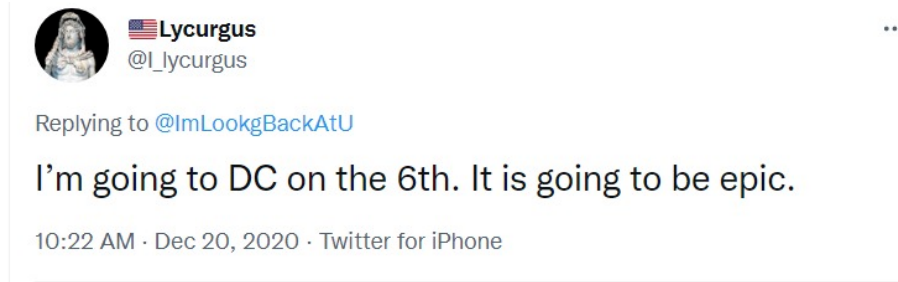 🇺🇸Lycurgus
@l_lycurgus
Replying to @ImLookgBackAtU
I’m going to DC on the 6th. It is going to be epic.
10:22 AM · Dec 20, 2020 · Twitter for iPhone